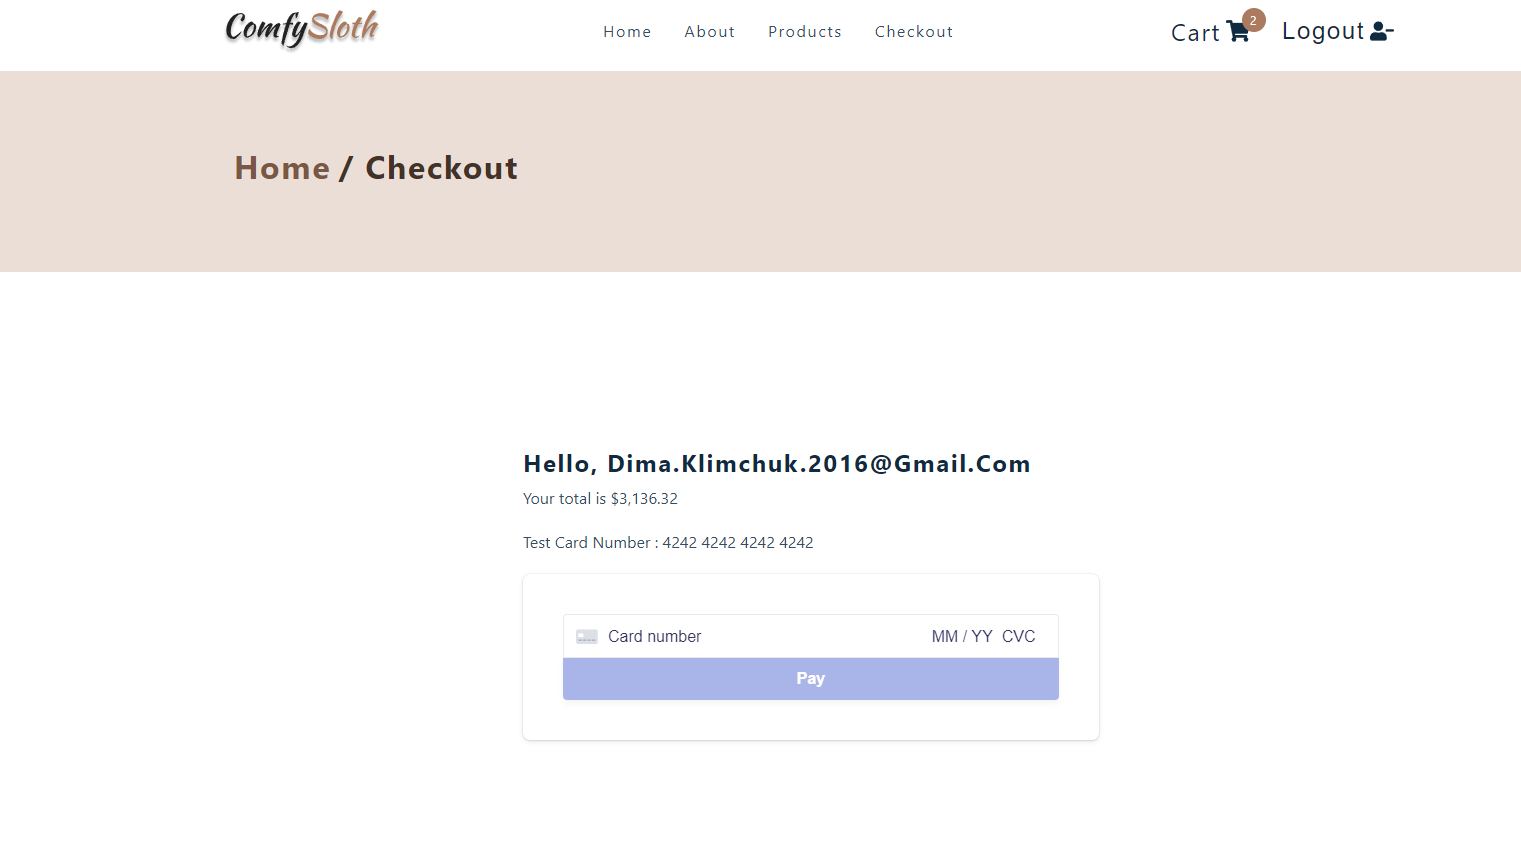 ComfySloth
Home About Products Checkout
Cart 2 Logout
Home / Checkout
Hello, Dima.Klimchuk.2016@Gmail.Com
Your total is $3,136.32
Test Card Number : 4242 4242 4242 4242
Card number MM / YY CVC
Pay